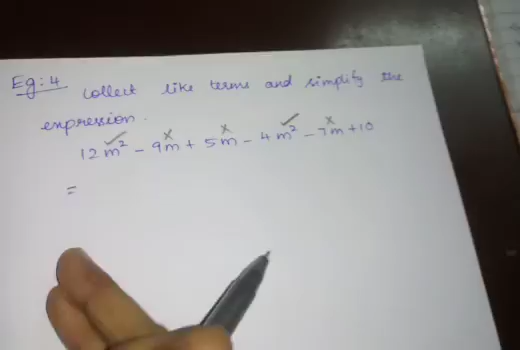 Eg:4 collect like terms and simplify the
expression.
12m² - 9m + 5m - 4m² - 7m + 10
=